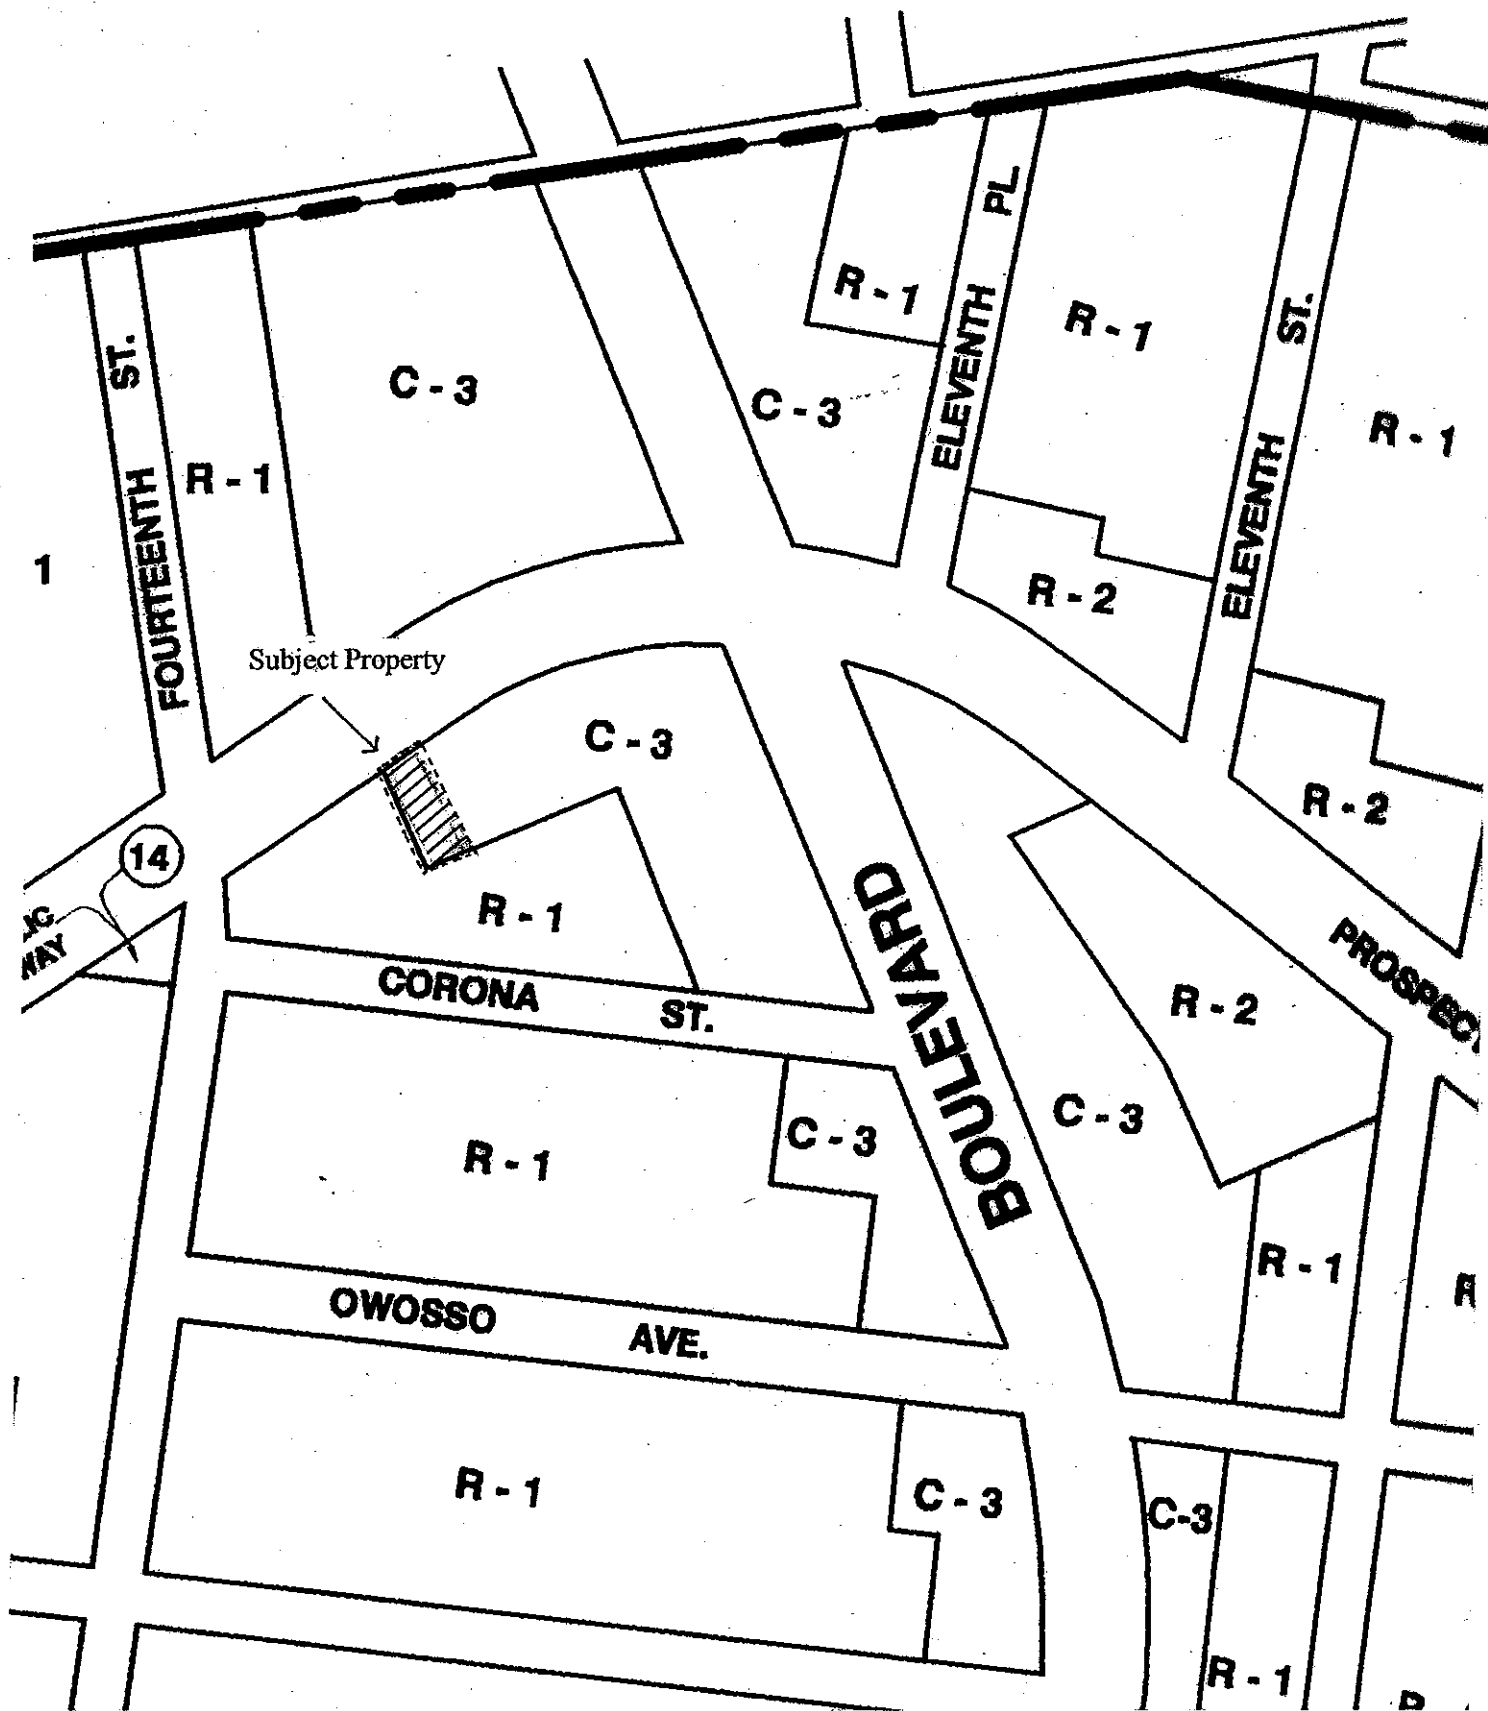 PL.
R - 1
ELEVENTH
R - 1
ST.
ST.
C - 3
C - 3
R - 1
R - 1
FOURTEENTH
ELEVENTH
1
R - 2
Subject Property
C - 3
R - 2
14
R - 1
BOULEVARD
PROSPEC
WAY
CORONA ST.
R - 2
C - 3
C - 3
R - 1
R - 1
OWOSSO AVE.
R - 1
C - 3
C-3
R - 1